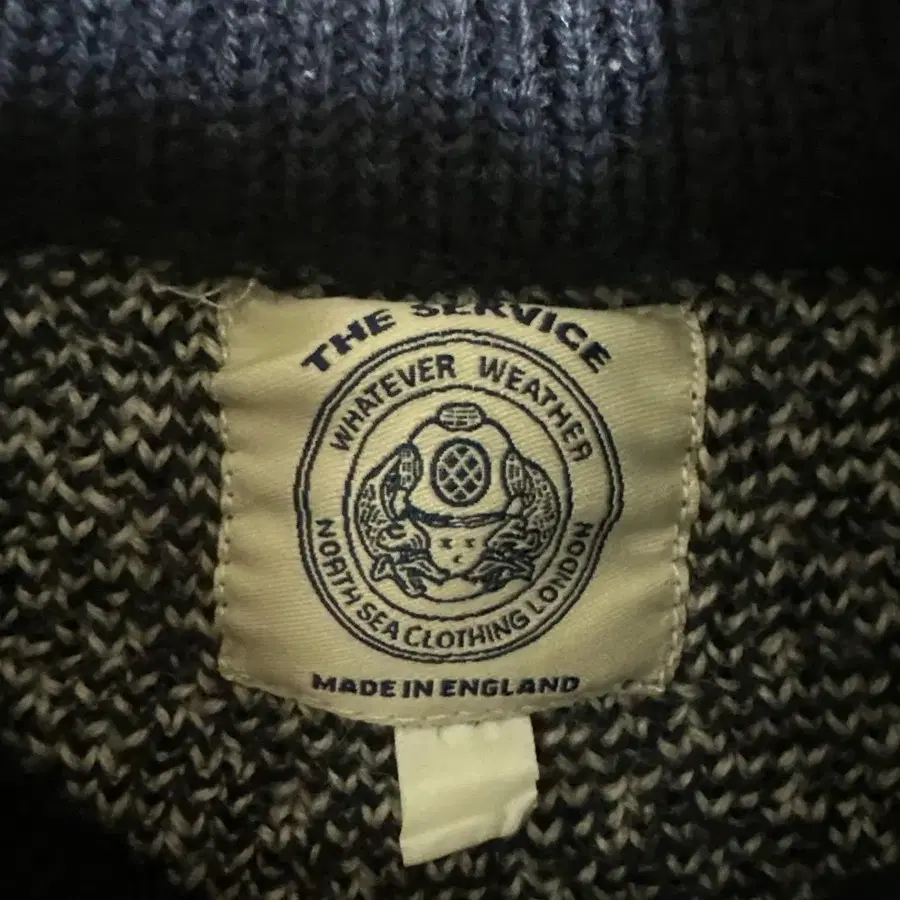 THE SERVICE
WHATEVER WEATHER
NORTH SEA CLOTHING LONDON
MADE IN ENGLAND